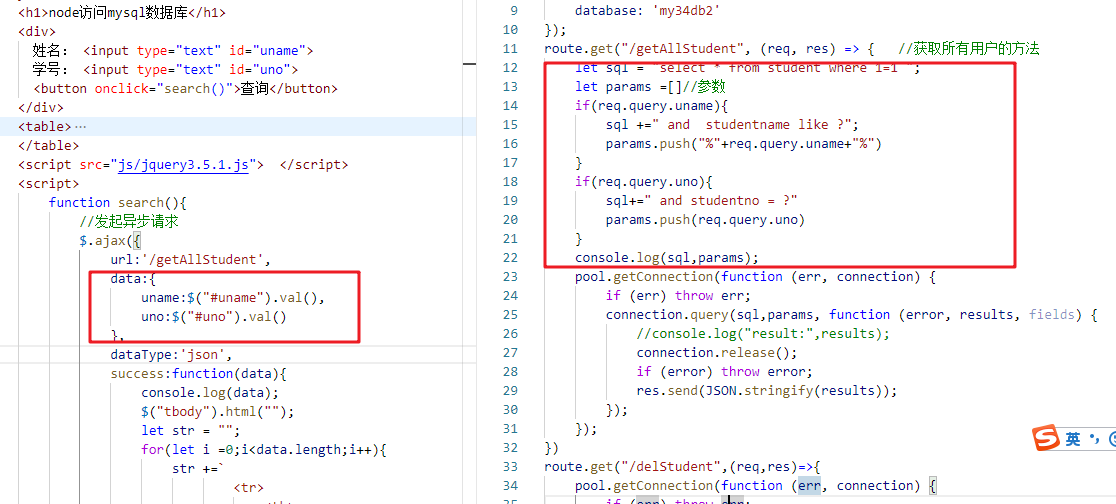 <h1>node访问mysql数据库</h1>
<div>
姓名: <input type="text" id="uname">
学号: <input type="text" id="uno">
<button onclick="search()">查询</button>
</div>
<table>…
</table>
<script src="js/jquery3.5.1.js"> </script>
<script>
function search(){
//发起异步请求
$.ajax({
url:'/getAllStudent',
data:{
uname:$("#uname").val(),
uno:$("#uno").val()
},
dataType:'json',
success:function(data){
console.log(data);
$("tbody").html("");
let str = "";
for(let i =0;i<data.length;i++){
str +=`
<tr>
9 database: 'my34db2'
10 });
11 route.get("/getAllStudent", (req, res) => { //获取所有用户的方法
12 let sql = "select * from student where 1=1 ";
13 let params =[]//参数
14 if(req.query.uname){
15 sql +=" and studentname like ?";
16 params.push("%"+req.query.uname+"%")
17 }
18 if(req.query.uno){
19 sql+=" and studentno = ?"
20 params.push(req.query.uno)
21 }
22 console.log(sql,params);
23 pool.getConnection(function (err, connection) {
24 if (err) throw err;
25 connection.query(sql,params, function (error, results, fields) {
26 //console.log("result:",results);
27 connection.release();
28 if (error) throw error;
29 res.send(JSON.stringify(results));
30 });
31 });
32 })
33 route.get("/delStudent",(req,res)=>{
34 pool.getConnection(function (err, connection) {
35 if (err) throw err;
S 英